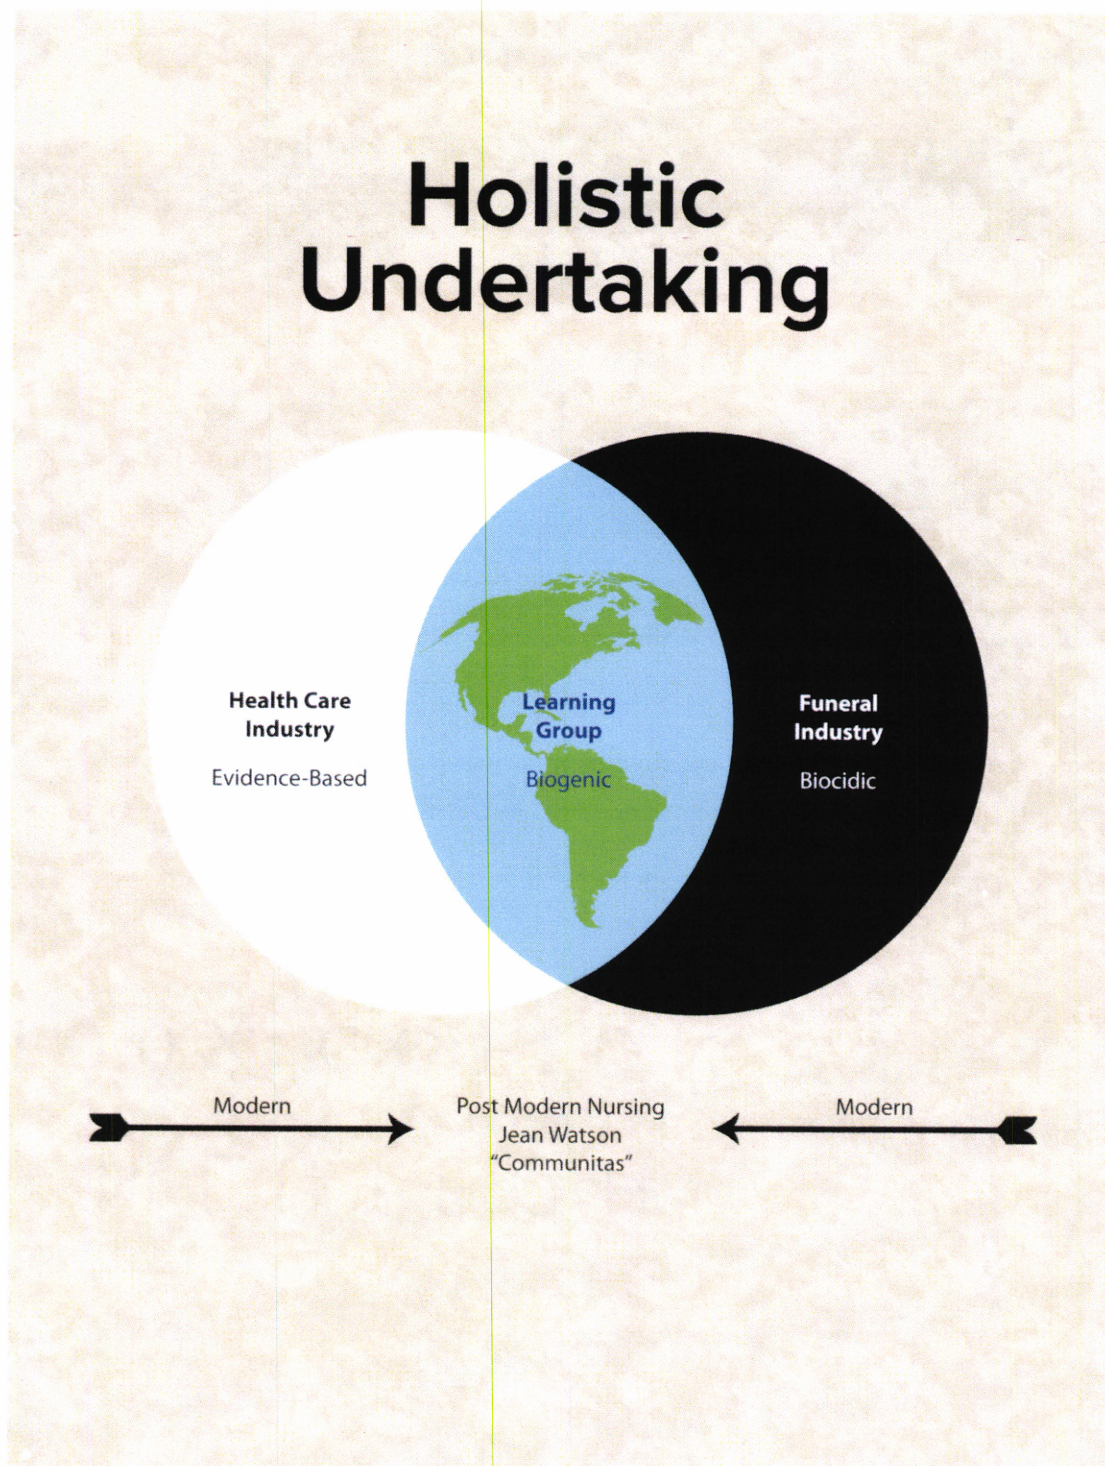 Holistic
Undertaking
Health Care
Industry
Evidence-Based
Learning
Group
Biogenic
Funeral
Industry
Biocidic
Modern
Post Modern Nursing
Jean Watson
"Communitas"
Modern